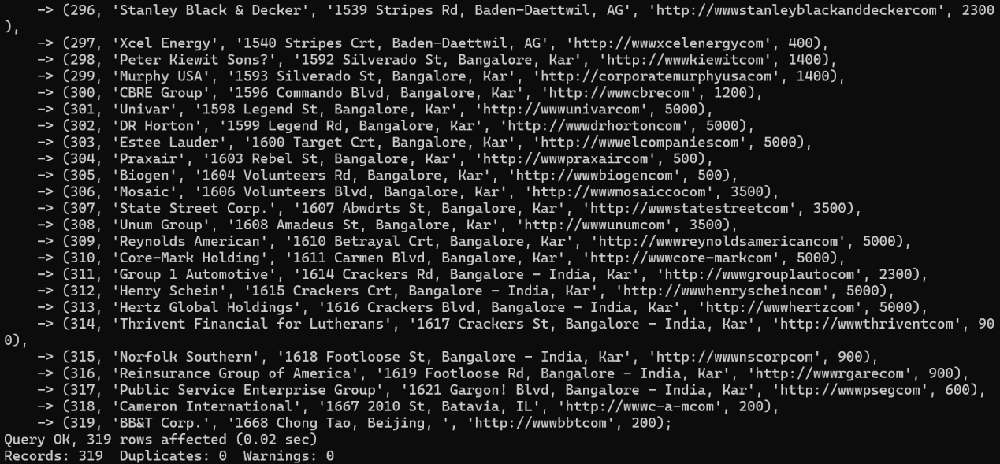 -> (296, 'Stanley Black & Decker', '1539 Stripes Rd, Baden-Daettwil, AG', 'http://wwwstanleyblackanddeckercom', 2300
),
    -> (297, 'Xcel Energy', '1540 Stripes Crt, Baden-Daettwil, AG', 'http://wwwxcelenergycom', 400),
    -> (298, 'Peter Kiewit Sons?', '1592 Silverado St, Bangalore, Kar', 'http://wwwkiewitcom', 1400),
    -> (299, 'Murphy USA', '1593 Silverado St, Bangalore, Kar', 'http://corporatemurphyusacom', 1400),
    -> (300, 'CBRE Group', '1596 Commando Blvd, Bangalore, Kar', 'http://wwwcbrecom', 1200),
    -> (301, 'Univar', '1598 Legend St, Bangalore, Kar', 'http://wwwunivarcom', 5000),
    -> (302, 'DR Horton', '1599 Legend Rd, Bangalore, Kar', 'http://wwwdrhortoncom', 5000),
    -> (303, 'Estee Lauder', '1600 Target Crt, Bangalore, Kar', 'http://wwwelcompaniescom', 5000),
    -> (304, 'Praxair', '1603 Rebel St, Bangalore, Kar', 'http://wwwpraxaircom', 500),
    -> (305, 'Biogen', '1604 Volunteers Rd, Bangalore, Kar', 'http://wwwbiogencom', 500),
    -> (306, 'Mosaic', '1606 Volunteers Blvd, Bangalore, Kar', 'http://wwwmosaiccocom', 3500),
    -> (307, 'State Street Corp.', '1607 Abwdrts St, Bangalore, Kar', 'http://wwwstatestreetcom', 3500),
    -> (308, 'Unum Group', '1608 Amadeus St, Bangalore, Kar', 'http://wwwunumcom', 3500),
    -> (309, 'Reynolds American', '1610 Betrayal Crt, Bangalore, Kar', 'http://wwwreynoldsamericancom', 5000),
    -> (310, 'Core-Mark Holding', '1611 Carmen Blvd, Bangalore, Kar', 'http://wwwcore-markcom', 5000),
    -> (311, 'Group 1 Automotive', '1614 Crackers Rd, Bangalore - India, Kar', 'http://wwwgroup1autocom', 2300),
    -> (312, 'Henry Schein', '1615 Crackers Crt, Bangalore - India, Kar', 'http://wwwhenryscheincom', 5000),
    -> (313, 'Hertz Global Holdings', '1616 Crackers Blvd, Bangalore - India, Kar', 'http://wwwhertzcom', 5000),
    -> (314, 'Thrivent Financial for Lutherans', '1617 Crackers St, Bangalore - India, Kar', 'http://wwwthriventcom', 90
0),
    -> (315, 'Norfolk Southern', '1618 Footloose St, Bangalore - India, Kar', 'http://wwwnscorpcom', 900),
    -> (316, 'Reinsurance Group of America', '1619 Footloose Rd, Bangalore - India, Kar', 'http://wwwrgarecom', 900),
    -> (317, 'Public Service Enterprise Group', '1621 Gargon! Blvd, Bangalore - India, Kar', 'http://wwwpsegcom', 600),
    -> (318, 'Cameron International', '1667 2010 St, Batavia, IL', 'http://wwwc-a-mcom', 200),
    -> (319, 'BB&T Corp.', '1668 Chong Tao, Beijing, ', 'http://wwwbbtcom', 200);
Query OK, 319 rows affected (0.02 sec)
Records: 319  Duplicates: 0  Warnings: 0